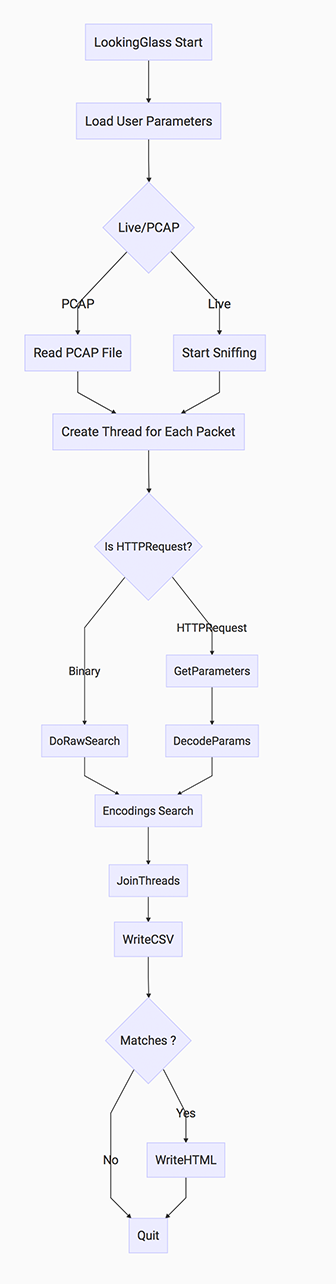 LookingGlass Start
Load User Parameters
Live/PCAP
PCAP
Live
Read PCAP File
Start Sniffing
Create Thread for Each Packet
Is HTTPRequest?
HTTPRequest
Binary
GetParameters
DoRawSearch
DecodeParams
Encodings Search
JoinThreads
WriteCSV
Matches ?
Yes
No
WriteHTML
Quit